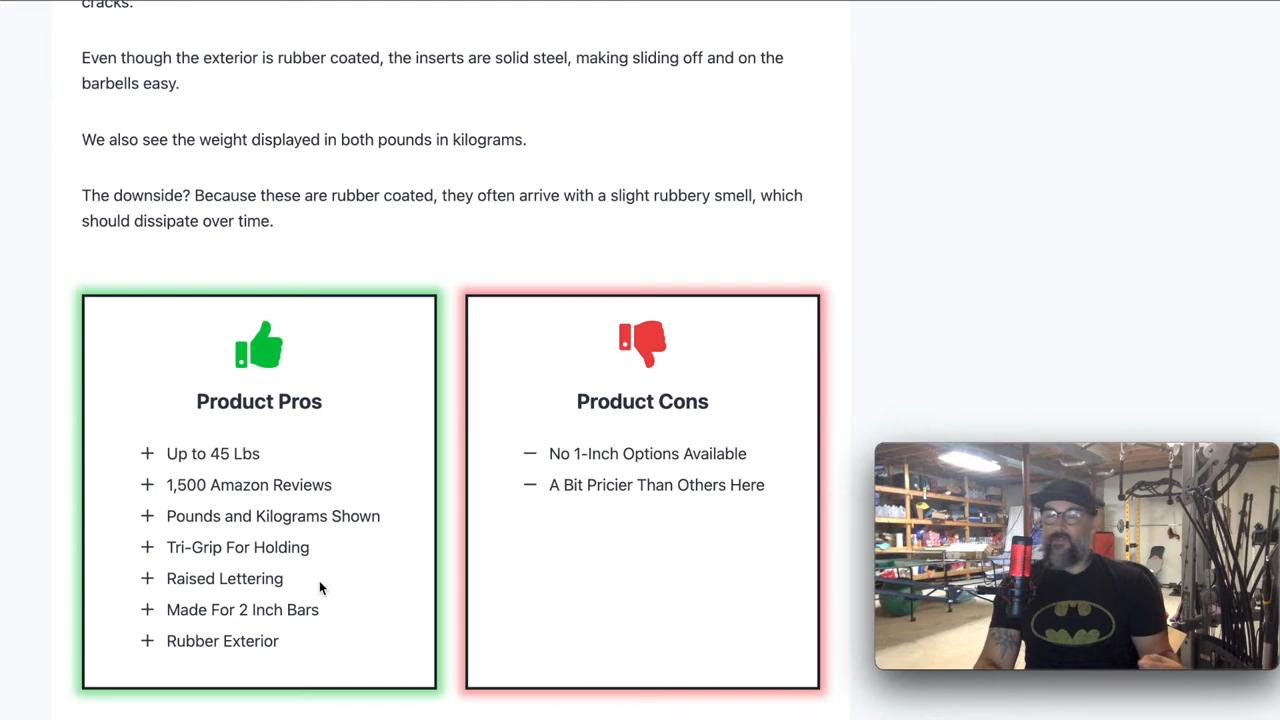 cracks.
Even though the exterior is rubber coated, the inserts are solid steel, making sliding off and on the
barbells easy.
We also see the weight displayed in both pounds in kilograms.
The downside? Because these are rubber coated, they often arrive with a slight rubbery smell, which
should dissipate over time.
Product Pros
Up to 45 Lbs
1,500 Amazon Reviews
Pounds and Kilograms Shown
Tri-Grip For Holding
Raised Lettering
Made For 2 Inch Bars
Rubber Exterior
Product Cons
No 1-Inch Options Available
A Bit Pricier Than Others Here